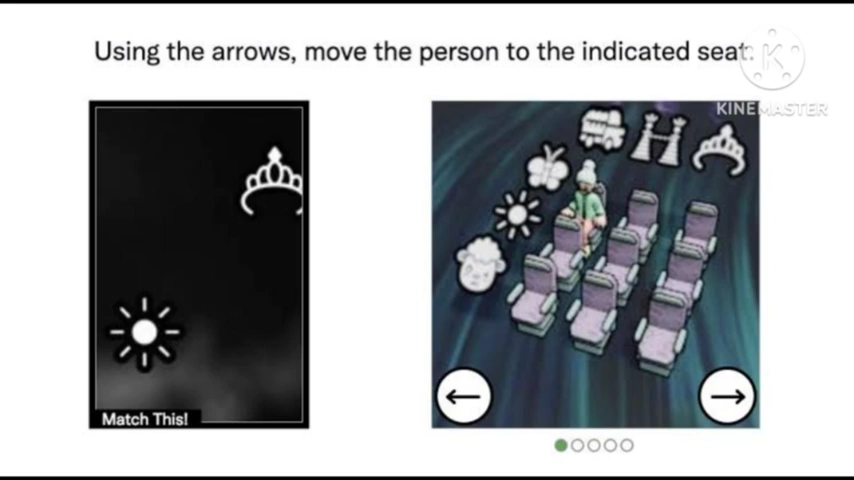 Using the arrows, move the person to the indicated seat.
K
KINEMASTER
Match This!